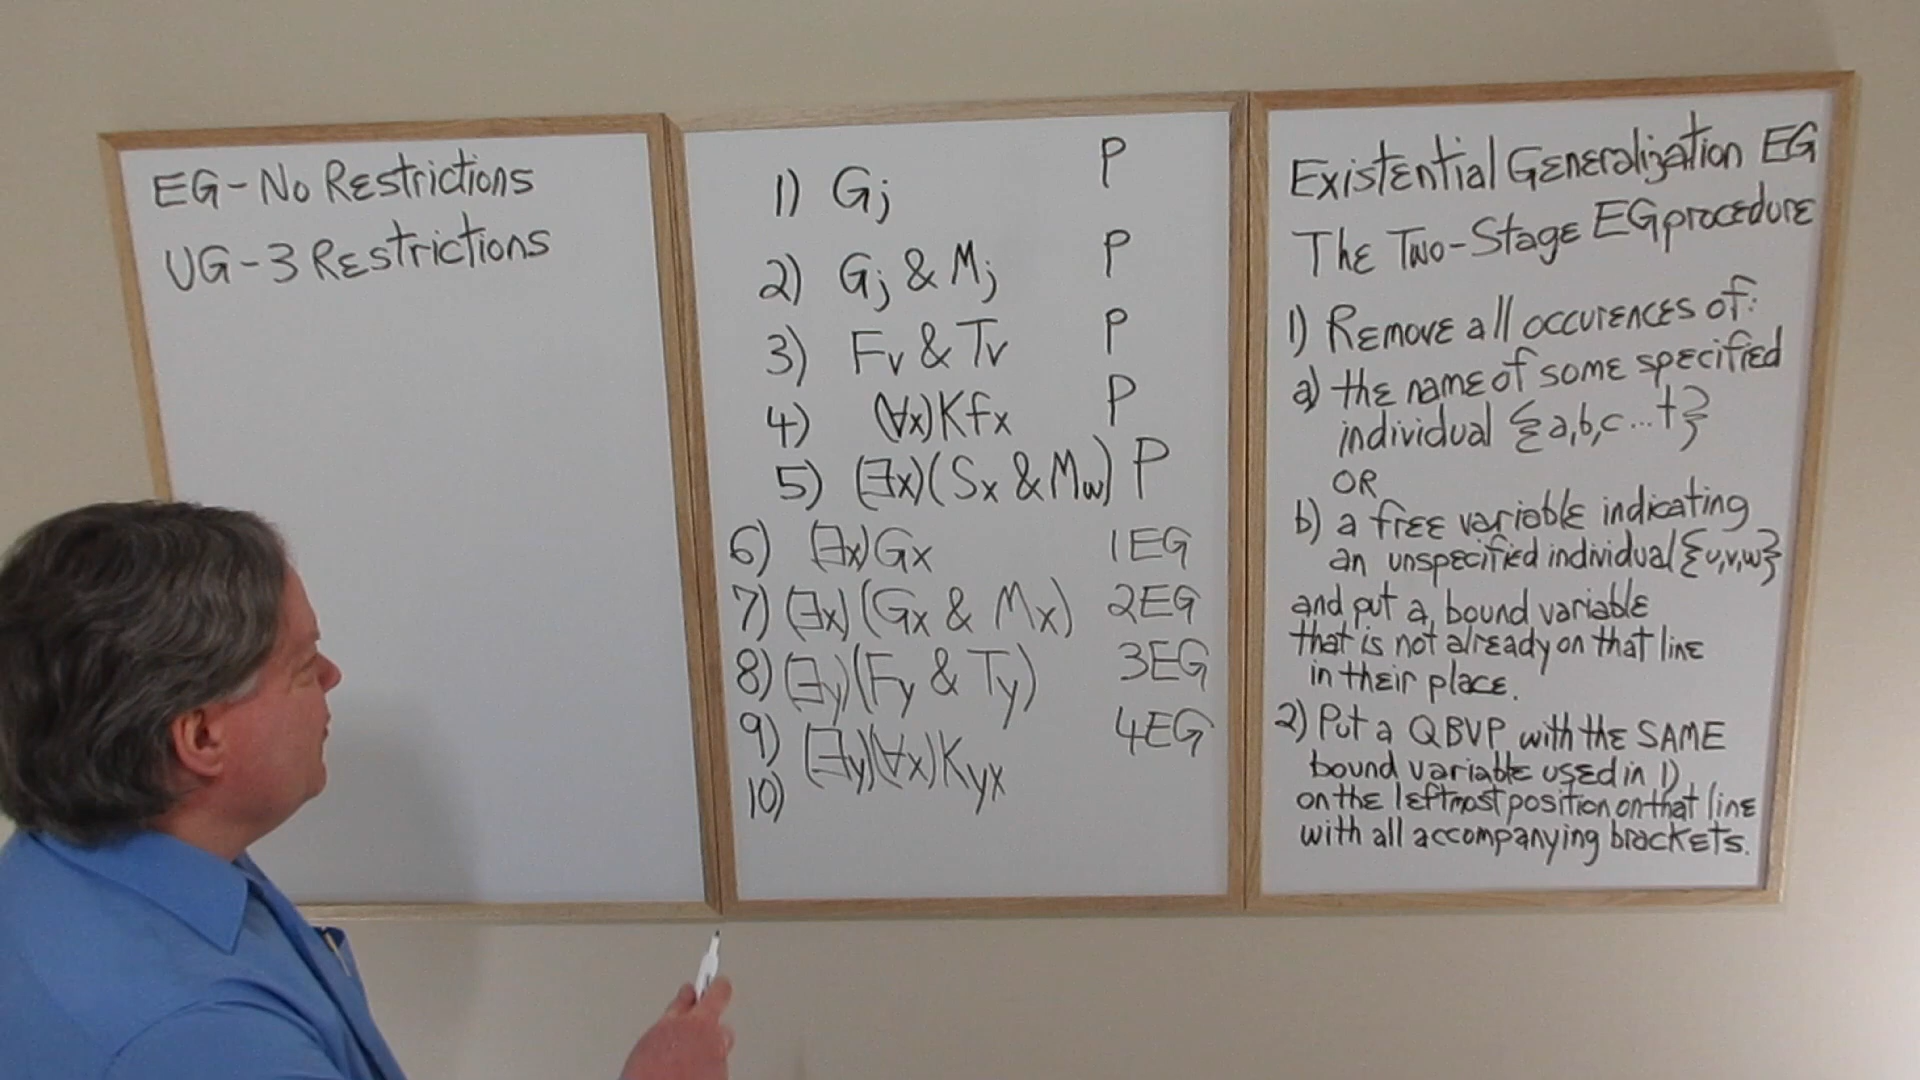 EG - No Restrictions
UG - 3 Restrictions
1) Gj P
2) Gj & Mj P
3) Fv & Tv P
4) (∀x)Kfx P
5) (∃x)(Sx & Mw) P
6) (∃x)Gx 1EG
7) (∃x)(Gx & Mx) 2EG
8) (∃y)(Fy & Ty) 3EG
9) (∃y)(∀x)Kyx 4EG
10)
Existential Generalization EG
The Two-Stage EG procedure
1) Remove all occurences of:
a) the name of some specified
individual {a,b,c...t}
OR
b) a free variable indicating
an unspecified individual {u,v,w}
and put a bound variable
that is not already on that line
in their place.
2) Put a QBVP with the SAME
bound variable used in 1)
on the leftmost position on that line
with all accompanying brackets.